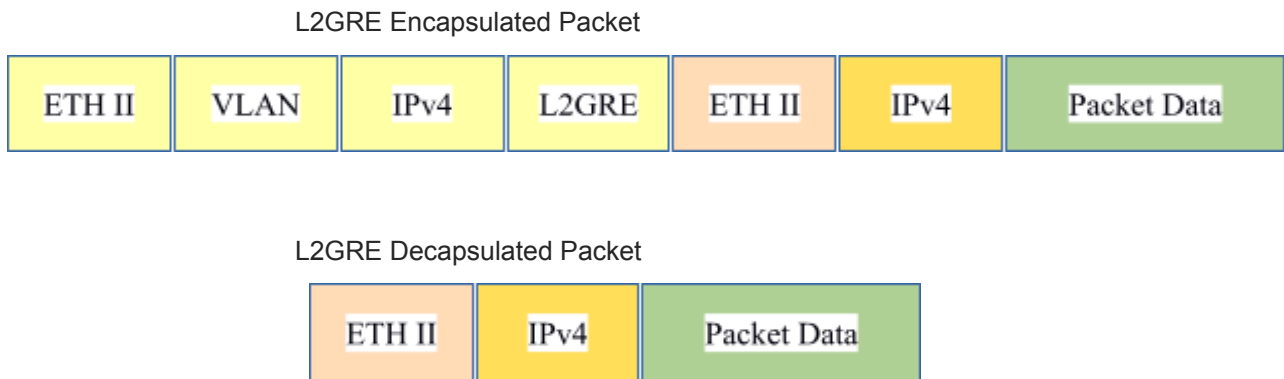 L2GRE Encapsulated Packet
ETH II VLAN IPv4 L2GRE ETH II IPv4 Packet Data
L2GRE Decapsulated Packet
ETH II IPv4 Packet Data